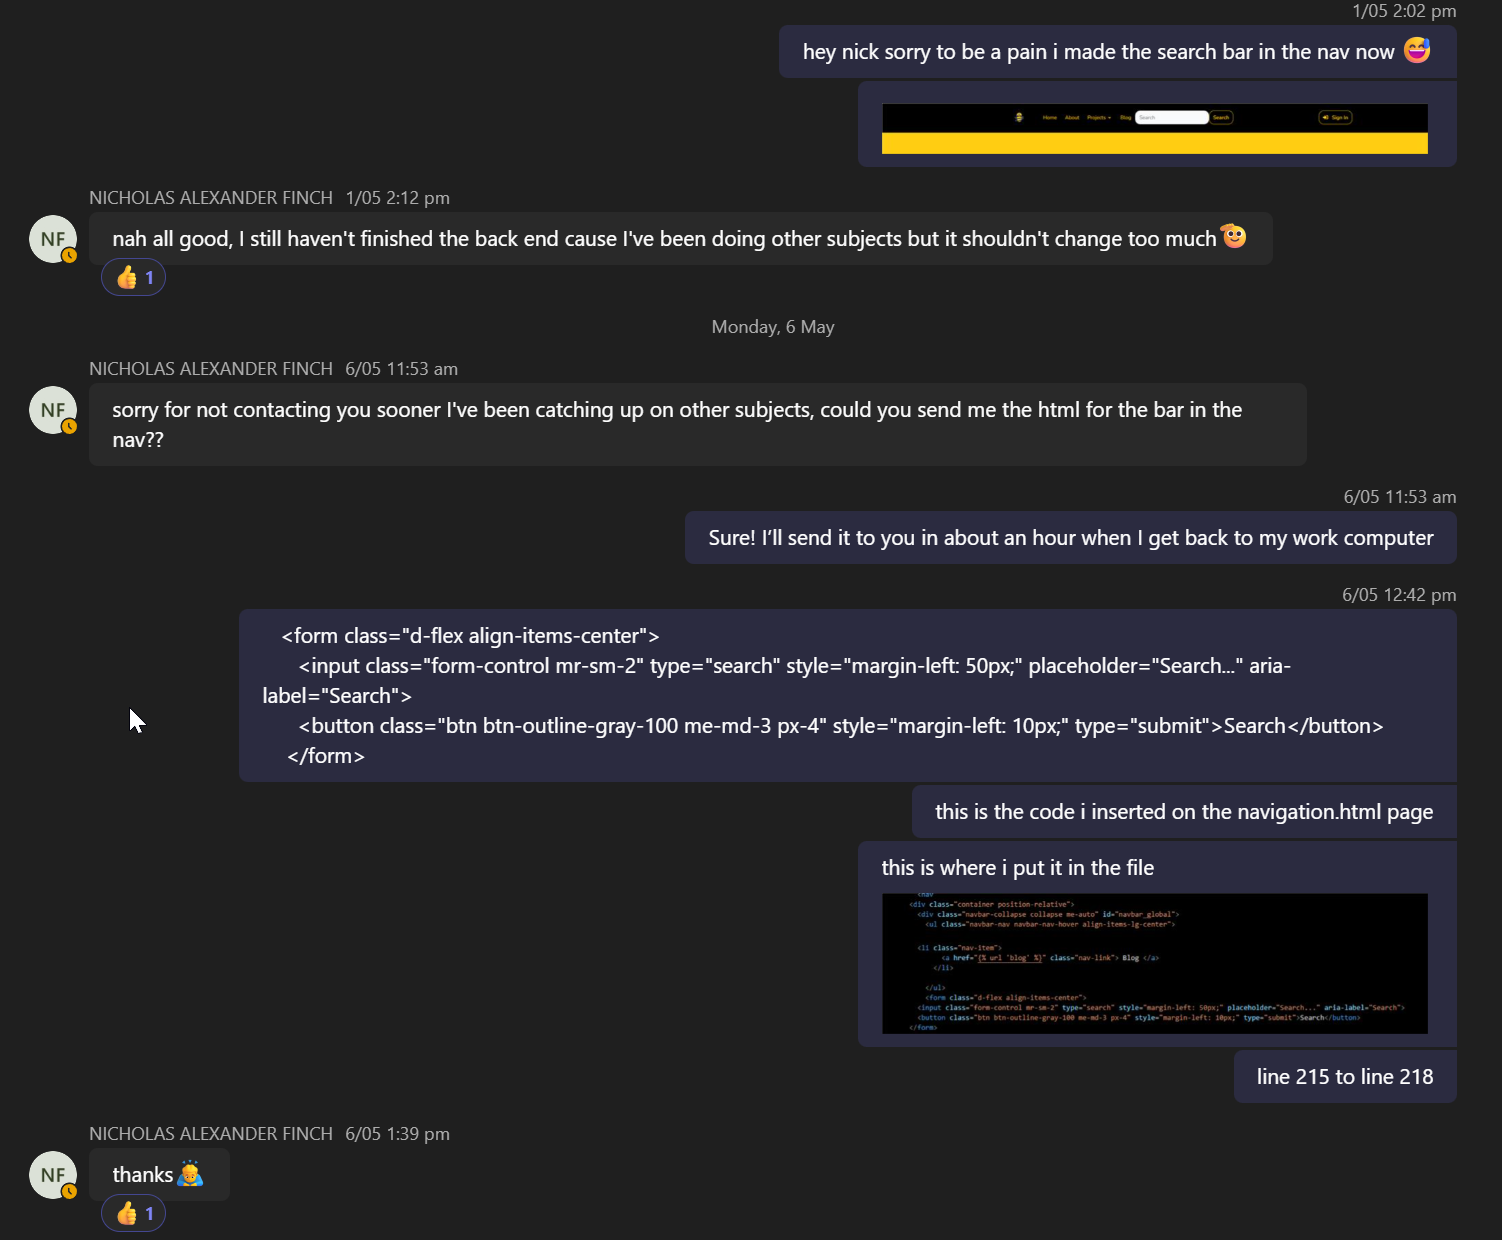 1/05 2:02 pm
hey nick sorry to be a pain i made the search bar in the nav now 😅
Home About Projects Blog Search Search Sign In
NICHOLAS ALEXANDER FINCH 1/05 2:12 pm
NF
nah all good, I still haven't finished the back end cause I've been doing other subjects but it shouldn't change too much🫡
👍 1
Monday, 6 May
NICHOLAS ALEXANDER FINCH 6/05 11:53 am
NF
sorry for not contacting you sooner I've been catching up on other subjects, could you send me the html for the bar in the
nav??
6/05 11:53 am
Sure! I’ll send it to you in about an hour when I get back to my work computer
6/05 12:42 pm
<form class="d-flex align-items-center">
<input class="form-control mr-sm-2" type="search" style="margin-left: 50px;" placeholder="Search..." aria-
label="Search">
<button class="btn btn-outline-gray-100 me-md-3 px-4" style="margin-left: 10px;" type="submit">Search</button>
</form>
this is the code i inserted on the navigation.html page
this is where i put it in the file
<nav
<div class="container position-relative">
<div class="navbar-collapse collapse me-auto" id="navbar_global">
<ul class="navbar-nav navbar-nav-hover align-items-lg-center">
<li class="nav-item">
<a href="{% url 'blog' %}" class="nav-link"> Blog </a>
</li>
</ul>
<form class="d-flex align-items-center">
<input class="form-control mr-sm-2" type="search" style="margin-left: 50px;" placeholder="Search..." aria-label="Search">
<button class="btn btn-outline-gray-100 me-md-3 px-4" style="margin-left: 10px;" type="submit">Search</button>
</form>
line 215 to line 218
NICHOLAS ALEXANDER FINCH 6/05 1:39 pm
NF
thanks🙇
👍 1